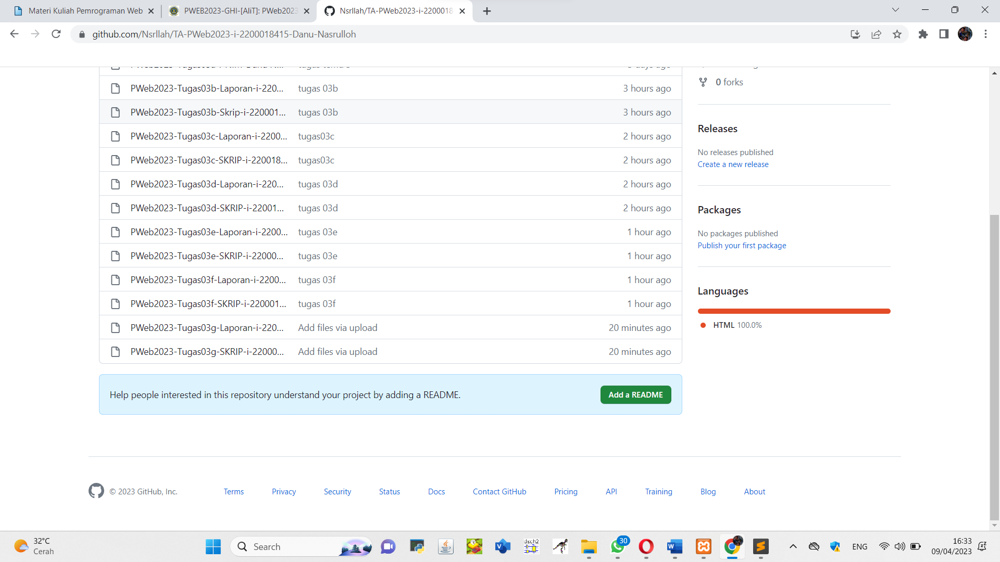 Materi Kuliah Pemrograman Web
PWEB2023-GHI-[AliT]: PWeb2023
Nsrllah/TA-PWeb2023-i-2200018
github.com/Nsrllah/TA-PWeb2023-i-2200018415-Danu-Nasrulloh
0 forks
PWeb2023-Tugas03b-Laporan-i-220... tugas 03b 3 hours ago
PWeb2023-Tugas03b-Skrip-i-220001... tugas 03b 3 hours ago
PWeb2023-Tugas03c-Laporan-i-2200... tugas03c 2 hours ago
PWeb2023-Tugas03c-SKRIP-i-220018... tugas03c 2 hours ago
PWeb2023-Tugas03d-Laporan-i-220... tugas 03d 2 hours ago
PWeb2023-Tugas03d-SKRIP-i-22001... tugas 03d 2 hours ago
PWeb2023-Tugas03e-Laporan-i-2200... tugas 03e 1 hour ago
PWeb2023-Tugas03e-SKRIP-i-22000... tugas 03e 1 hour ago
PWeb2023-Tugas03f-Laporan-i-2200... tugas 03f 1 hour ago
PWeb2023-Tugas03f-SKRIP-i-220001... tugas 03f 1 hour ago
PWeb2023-Tugas03g-Laporan-i-220... Add files via upload 20 minutes ago
PWeb2023-Tugas03g-SKRIP-i-22000... Add files via upload 20 minutes ago
Releases
No releases published
Create a new release
Packages
No packages published
Publish your first package
Languages
HTML 100.0%
Help people interested in this repository understand your project by adding a README.
Add a README
© 2023 GitHub, Inc.
Terms
Privacy
Security
Status
Docs
Contact GitHub
Pricing
API
Training
Blog
About
32°C
Cerah
Search
dsch2
30
ENG
16:33
09/04/2023